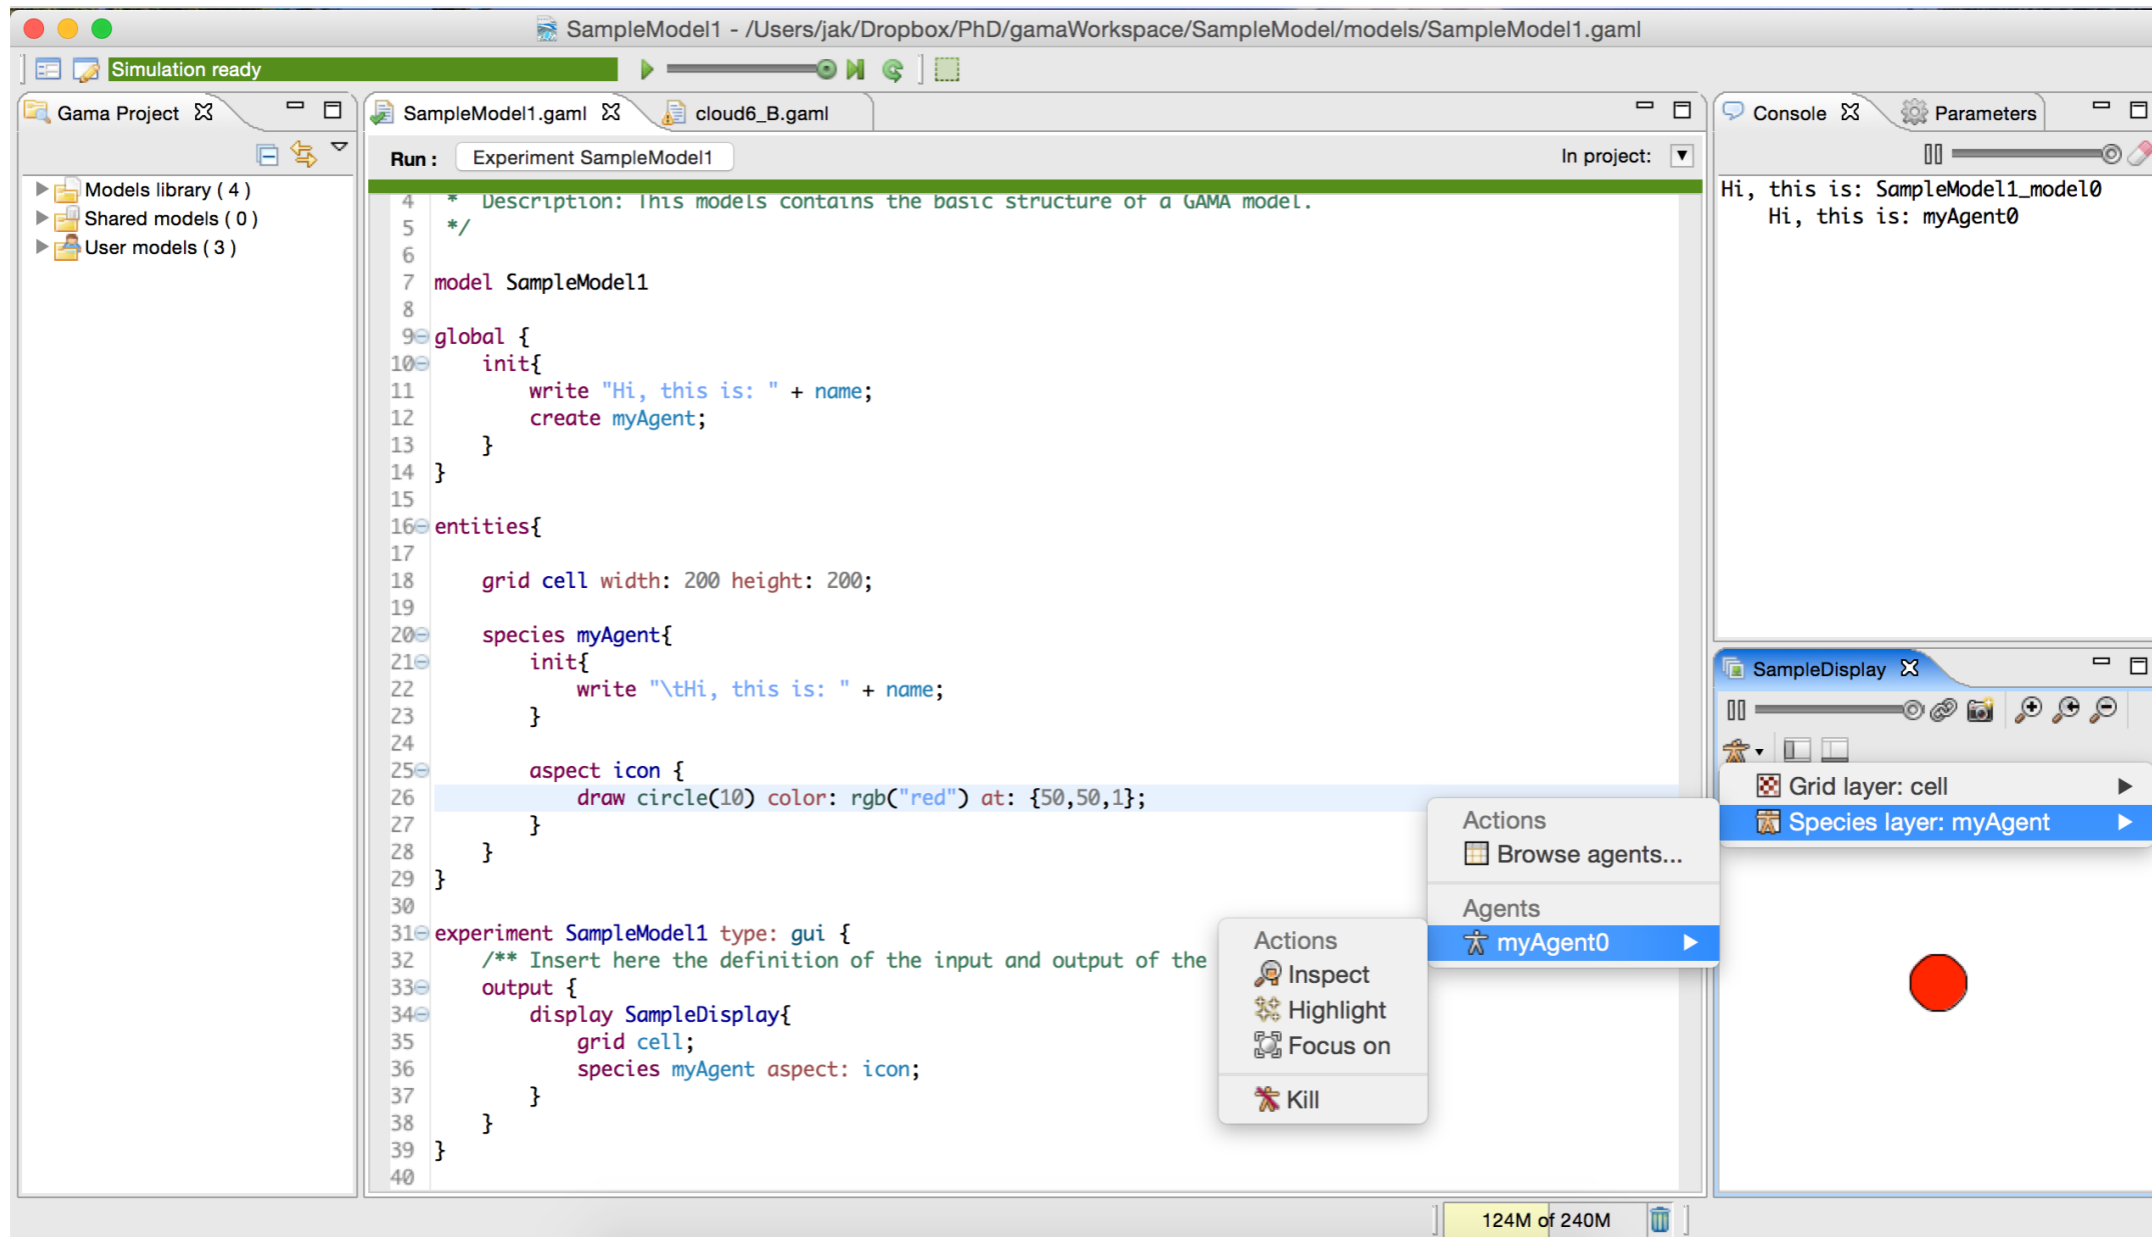 SampleModel1 - /Users/jak/Dropbox/PhD/gamaWorkspace/SampleModel/models/SampleModel1.gaml
Simulation ready
Gama Project
Models library ( 4 )
Shared models ( 0 )
User models ( 3 )
SampleModel1.gaml
cloud6_B.gaml
Run :
Experiment SampleModel1
In project:
4 * Description: This models contains the basic structure of a GAMA model.
5 */
6
7 model SampleModel1
8
9 global {
10 init{
11 write "Hi, this is: " + name;
12 create myAgent;
13 }
14 }
15
16 entities{
17
18 grid cell width: 200 height: 200;
19
20 species myAgent{
21 init{
22 write "\tHi, this is: " + name;
23 }
24
25 aspect icon {
26 draw circle(10) color: rgb("red") at: {50,50,1};
27 }
28 }
29 }
30
31 experiment SampleModel1 type: gui {
32 /** Insert here the definition of the input and output of the
33 output {
34 display SampleDisplay{
35 grid cell;
36 species myAgent aspect: icon;
37 }
38 }
39 }
40
Console
Parameters
Hi, this is: SampleModel1_model0
Hi, this is: myAgent0
SampleDisplay
Grid layer: cell
Species layer: myAgent
Actions
Browse agents...
Agents
myAgent0
Actions
Inspect
Highlight
Focus on
Kill
124M of 240M